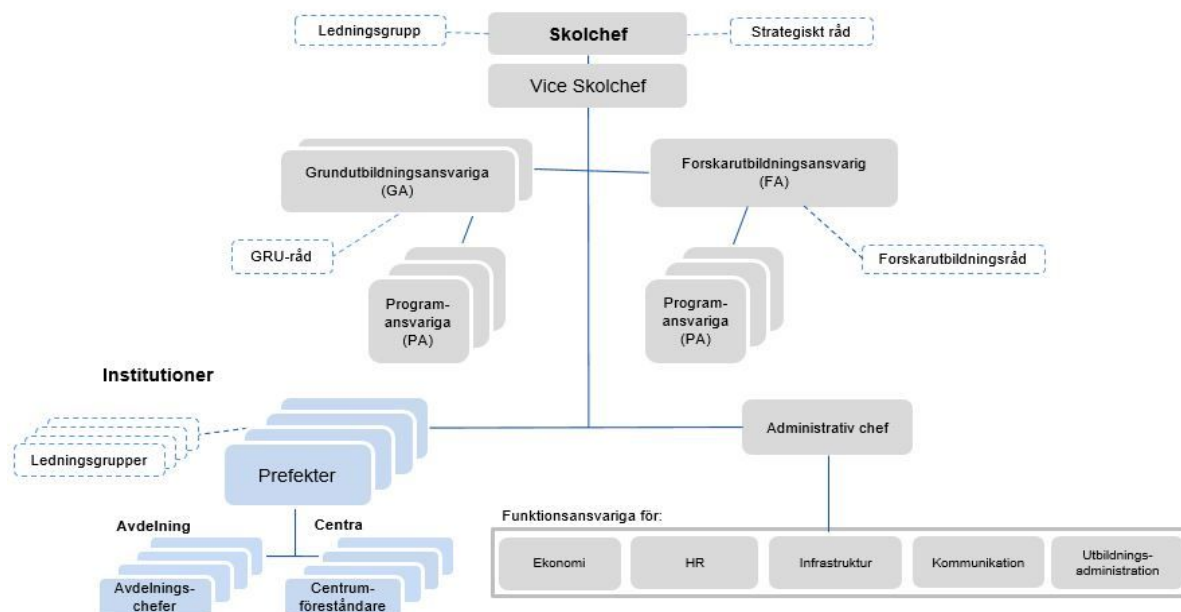 Ledningsgrupp
Skolchef
Strategiskt råd
Vice Skolchef
Grundutbildningsansvariga
(GA)
Forskarutbildningsansvarig
(FA)
GRU-råd
Forskarutbildningsråd
Program-
ansvariga
(PA)
Program-
ansvariga
(PA)
Institutioner
Ledningsgrupper
Prefekter
Administrativ chef
Avdelning
Centra
Avdelnings-
chefer
Centrum-
föreståndare
Funktionsansvariga för:
Ekonomi
HR
Infrastruktur
Kommunikation
Utbildnings-
administration